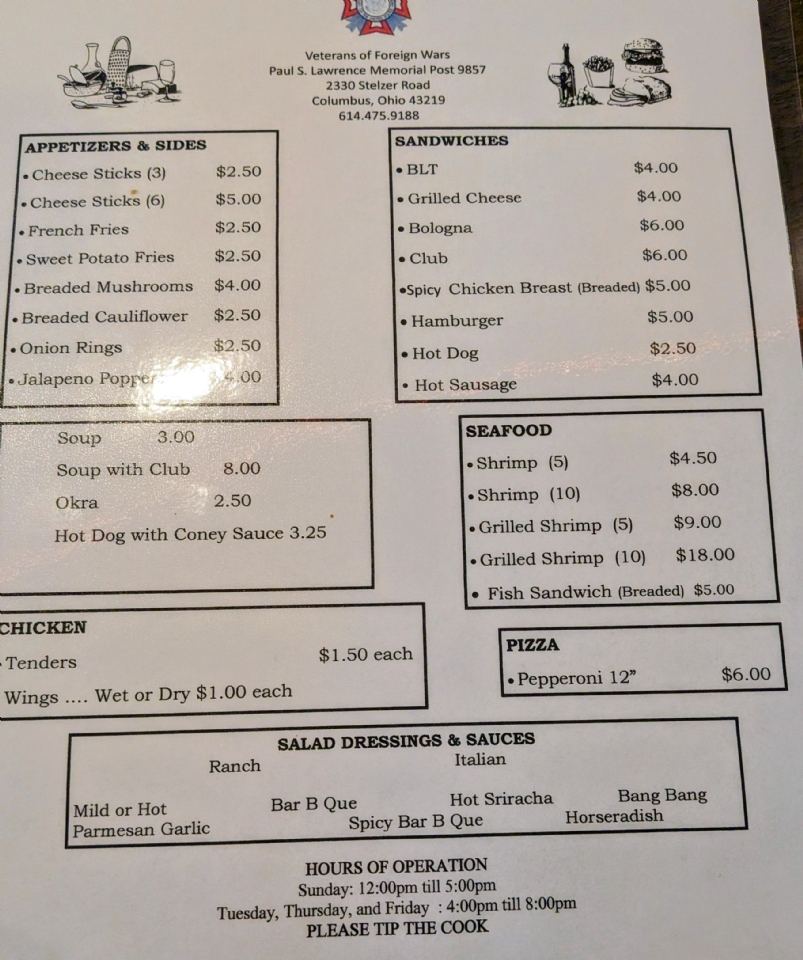 Veterans of Foreign Wars
Paul S. Lawrence Memorial Post 9857
2330 Stelzer Road
Columbus, Ohio 43219
614.475.9188
APPETIZERS & SIDES
• Cheese Sticks (3) $2.50
• Cheese Sticks (6) $5.00
• French Fries $2.50
• Sweet Potato Fries $2.50
• Breaded Mushrooms $4.00
• Breaded Cauliflower $2.50
• Onion Rings $2.50
• Jalapeno 4.00
SANDWICHES
• BLT $4.00
• Grilled Cheese $4.00
• Bologna $6.00
• Club $6.00
•Spicy Chicken Breast (Breaded) $5.00
• Hamburger $5.00
• Hot Dog $2.50
• Hot Sausage $4.00
Soup 3.00
Soup with Club 8.00
Okra 2.50
Hot Dog with Coney Sauce 3.25
SEAFOOD
• Shrimp (5) $4.50
• Shrimp (10) $8.00
• Grilled Shrimp (5) $9.00
• Grilled Shrimp (10) $18.00
• Fish Sandwich (Breaded) $5.00
CHICKEN
• Tenders $1.50 each
Wings .... Wet or Dry $1.00 each
PIZZA
• Pepperoni 12” $6.00
SALAD DRESSINGS & SAUCES
Ranch Italian
Mild or Hot Bar B Que Hot Sriracha Bang Bang
Parmesan Garlic Spicy Bar B Que Horseradish
HOURS OF OPERATION
Sunday: 12:00pm till 5:00pm
Tuesday, Thursday, and Friday : 4:00pm till 8:00pm
PLEASE TIP THE COOK